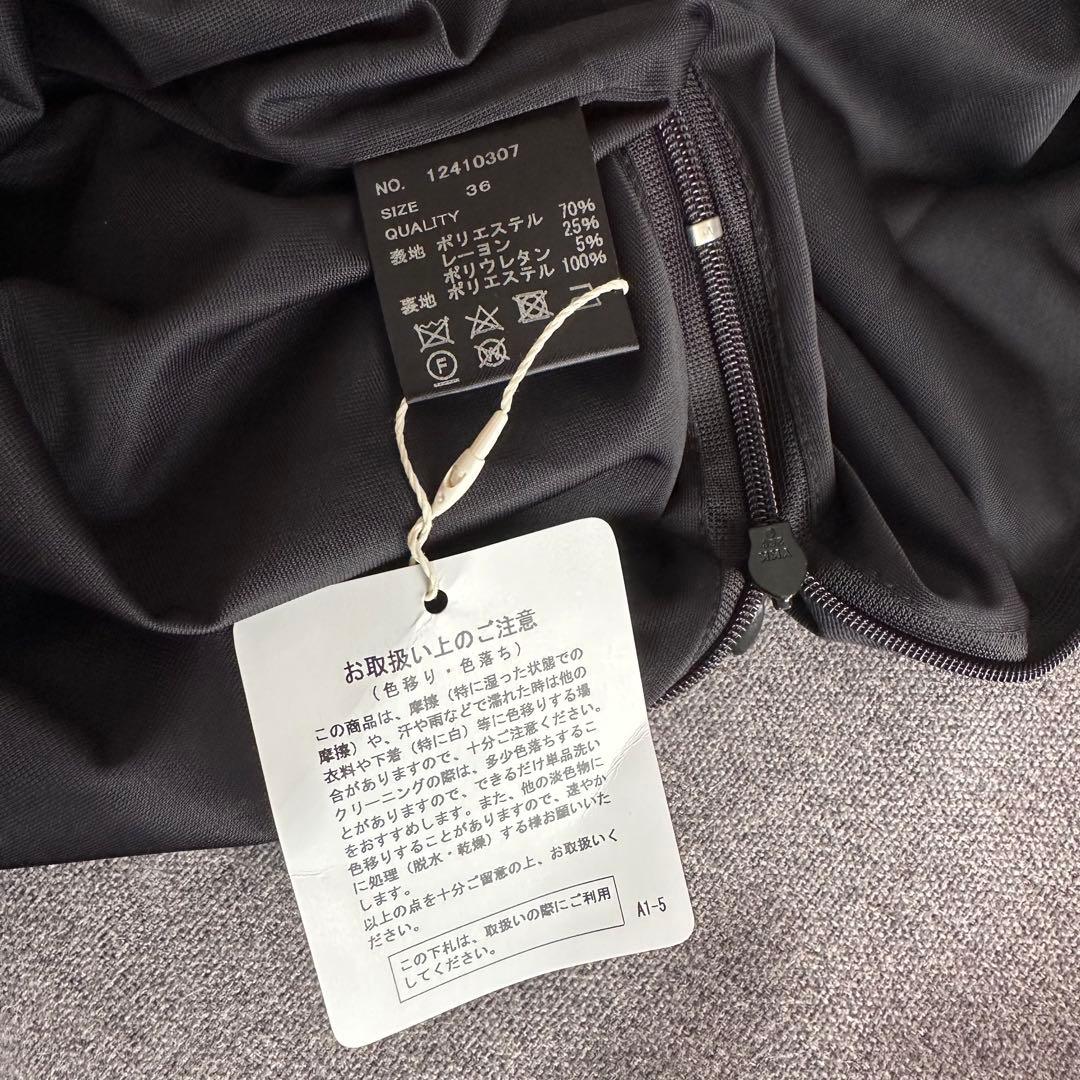 NO. 12410307
SIZE 36
QUALITY
表地 ポリエステル 70%
レーヨン 25%
ポリウレタン 5%
裏地 ポリエステル 100%
F
YKK
お取扱い上のご注意
(色移り・色落ち)
この商品は、摩擦(特に湿った状態での
摩擦)や、汗や雨などで濡れた時は他の
衣料や下着(特に白)等に色移りする場
合がありますので、十分ご注意ください。
クリーニングの際は、多少色落ちするこ
とがありますので、できるだけ単品洗い
をおすすめします。また、他の淡色物に
色移りすることがありますので、速やか
に処理(脱水・乾燥)する様お願いいた
します。
以上の点を十分ご留意の上、お取扱いく
ださい。
この下札は、取扱いの際にご利用
してください。
A1-5